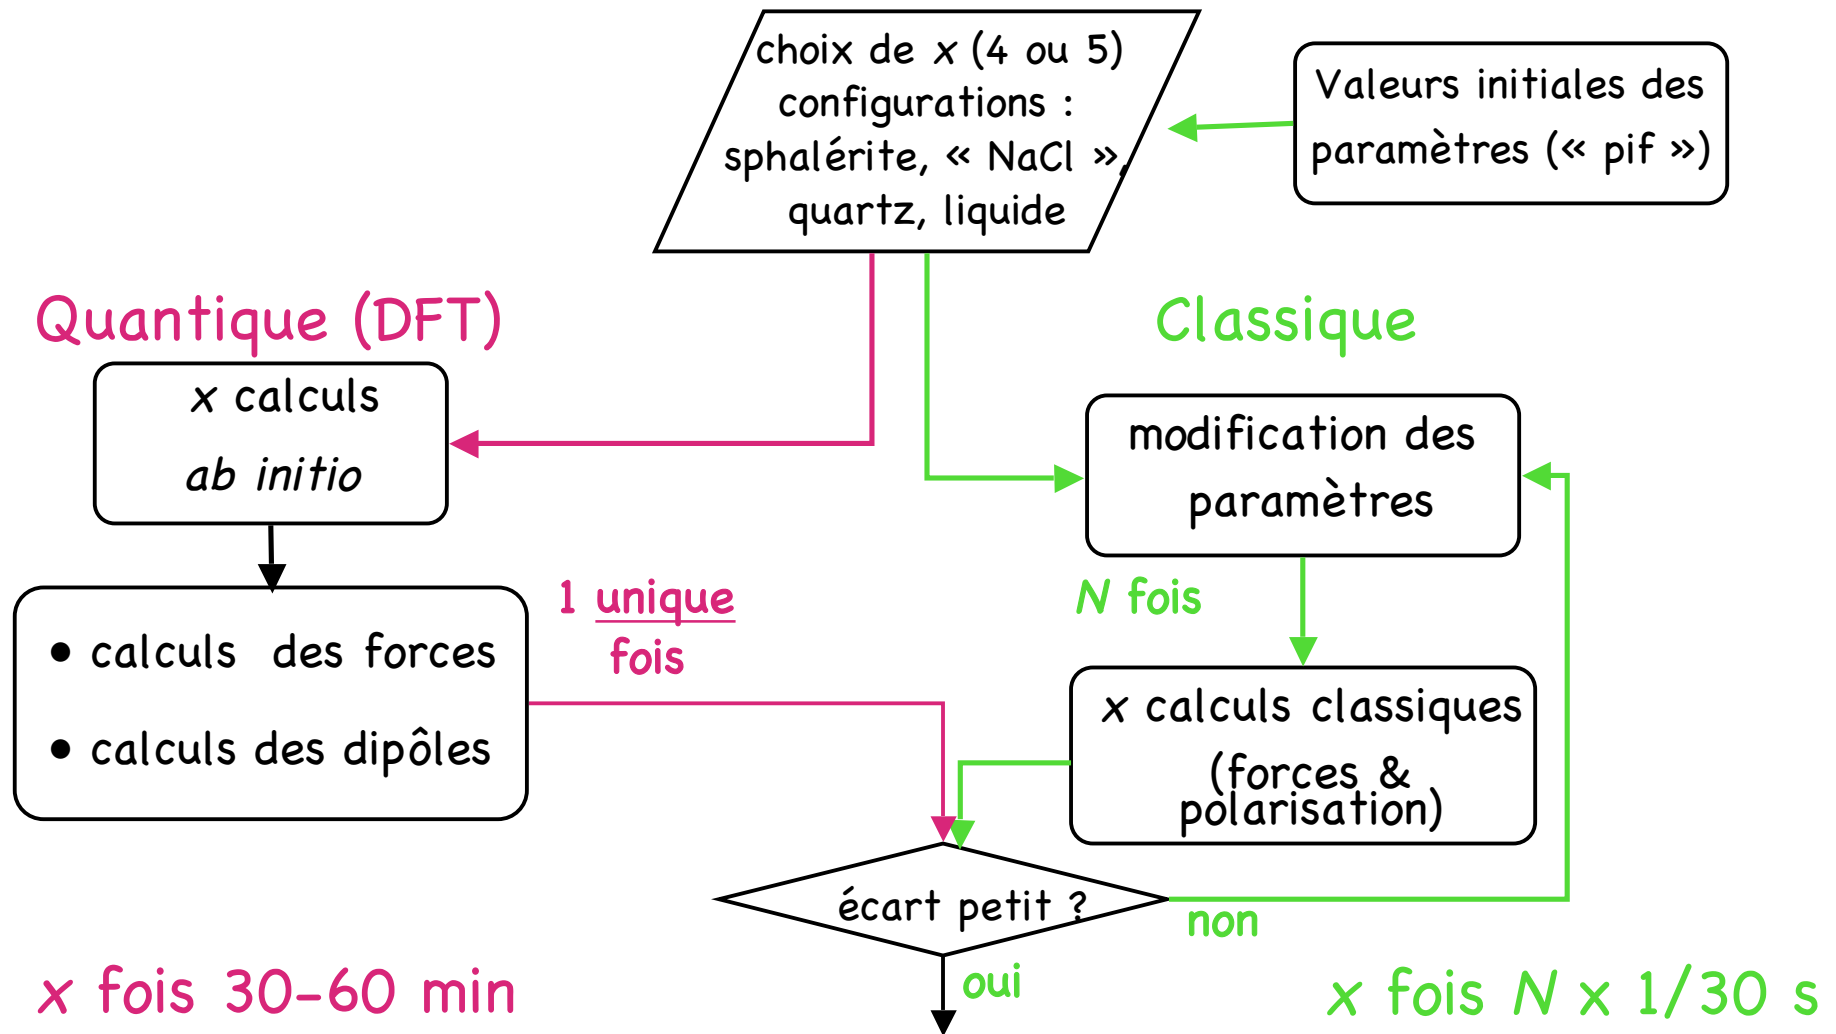 choix de x (4 ou 5)
configurations :
sphalérite, « NaCl »,
quartz, liquide
Valeurs initiales des
paramètres (« pif »)
Quantique (DFT)
Classique
x calculs
ab initio
modification des
paramètres
• calculs des forces
• calculs des dipôles
1 unique
fois
N fois
x calculs classiques
(forces &
polarisation)
écart petit ?
non
oui
x fois 30-60 min
x fois N x 1/30 s